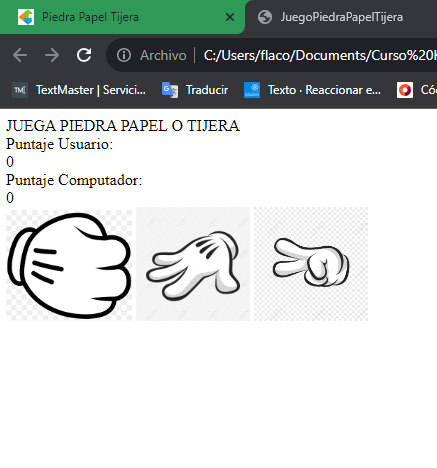 Piedra Papel Tijera
JuegoPiedraPapelTijera
Archivo
C:/Users/flaco/Documents/Curso%20
TM
TextMaster | Servici...
Traducir
Texto · Reaccionar e...
JUEGA PIEDRA PAPEL O TIJERA
Puntaje Usuario:
0
Puntaje Computador:
0